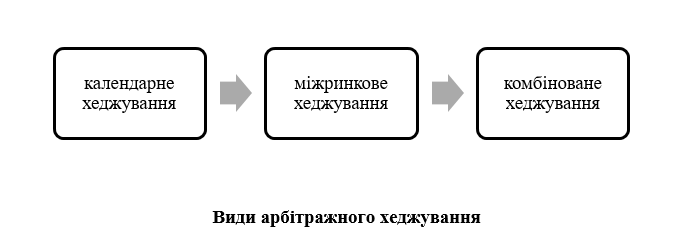 календарне
хеджування
міжринкове
хеджування
комбіноване
хеджування
Види арбітражного хеджування